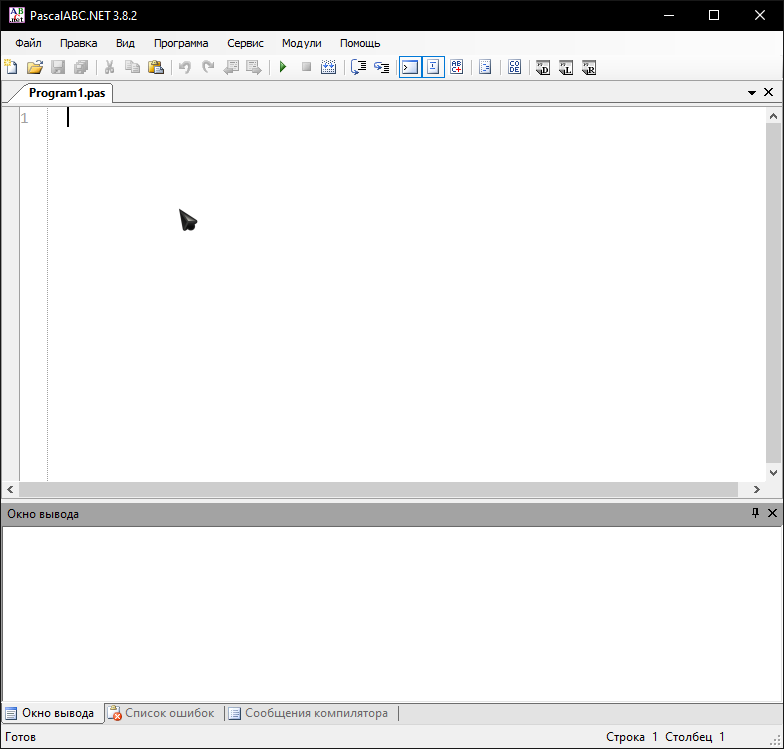 PascalABC.NET 3.8.2
Файл Правка Вид Программа Сервис Модули Помощь
Program1.pas
1
Окно вывода
Окно вывода Список ошибок Сообщения компилятора
Готов Строка 1 Столбец 1